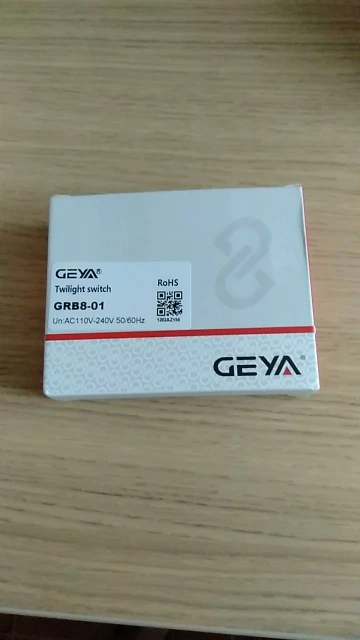 GEYA®
Twilight switch
RoHS
GRB8-01
Un:AC110V-240V 50/60Hz
GEYA